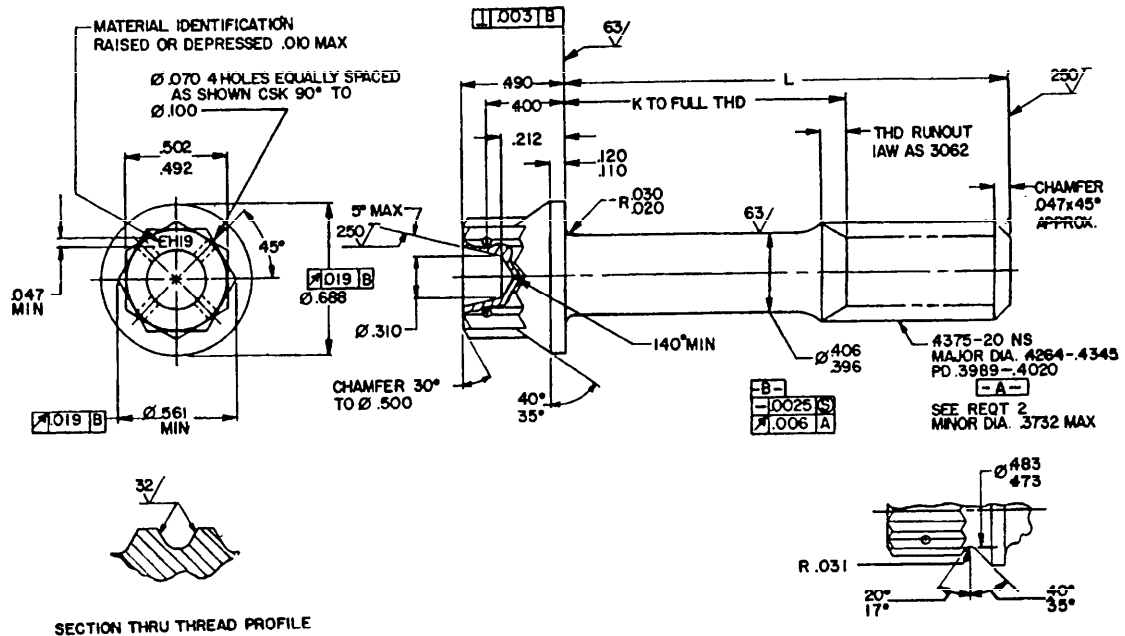 MATERIAL IDENTIFICATION
RAISED OR DEPRESSED .010 MAX
Ø.070 4 HOLES EQUALLY SPACED
AS SHOWN CSK 90° TO
Ø.100
.502
.492
EH19
45°
.047
MIN
↗ .019 B
Ø.688
↗ .019 B
Ø.561
MIN
⊥ .003 B
63
.490
.400
.212
.120
.110
L
K TO FULL THD
250
THD RUNOUT
IAW AS 3062
CHAMFER
.047x45°
APPROX.
R .030
.020
5° MAX
250
63
Ø.310
140° MIN
CHAMFER 30°
TO Ø.500
40°
35°
Ø.406
.396
-B-
- .0025 Ⓢ
↗ .006 A
.4375-20 NS
MAJOR DIA. .4264-.4345
PD .3989-.4020
-A-
SEE REQT 2
MINOR DIA. .3732 MAX
32
SECTION THRU THREAD PROFILE
Ø.483
.473
R .031
20°
17°
40°
35°